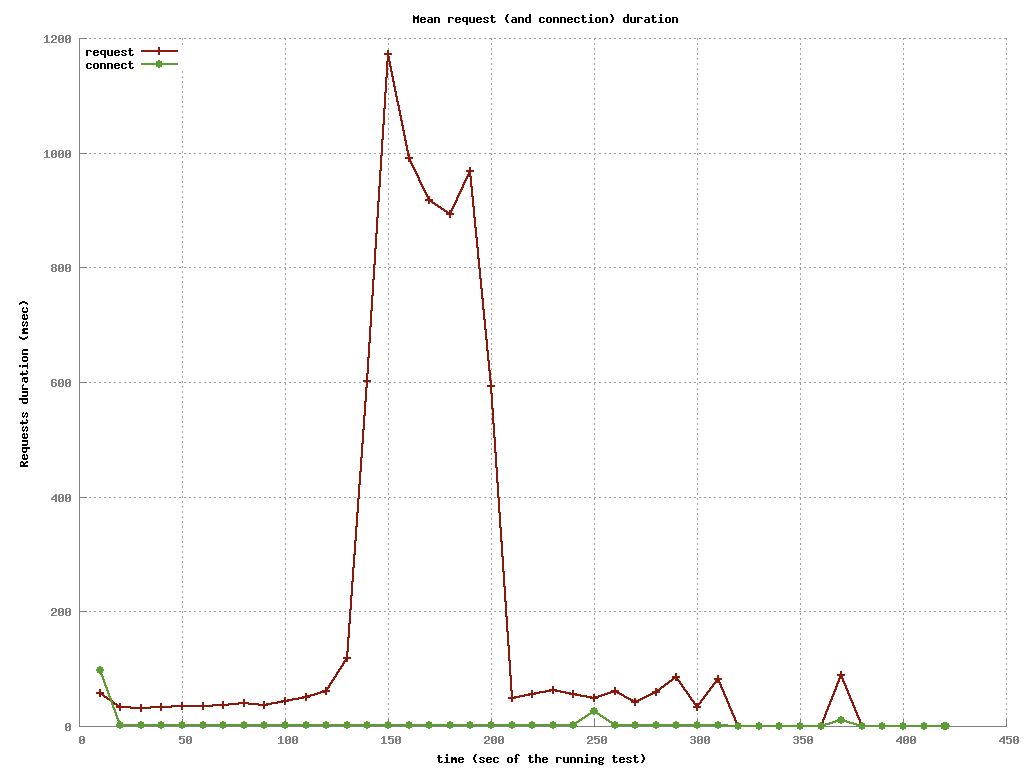 Mean request (and connection) duration
1200
request
connect
1000
800
Requests duration (msec)
600
400
200
0
0 50 100 150 200 250 300 350 400 450
time (sec of the running test)